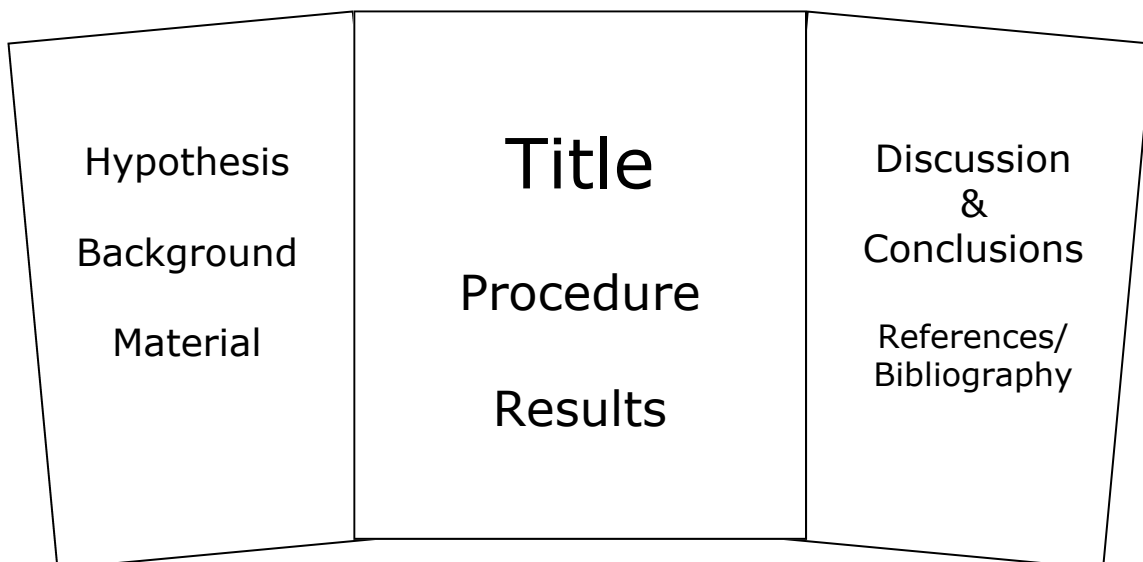 Hypothesis
Background
Material
Title
Procedure
Results
Discussion
&
Conclusions
References/
Bibliography